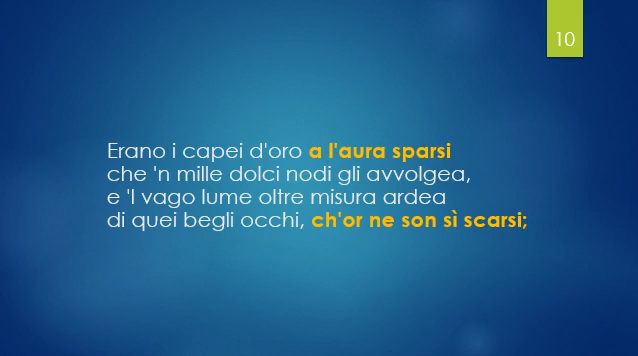 10
Erano i capei d'oro a l'aura sparsi
che 'n mille dolci nodi gli avvolgea,
e 'l vago lume oltre misura ardea
di quei begli occhi, ch'or ne son sì scarsi;